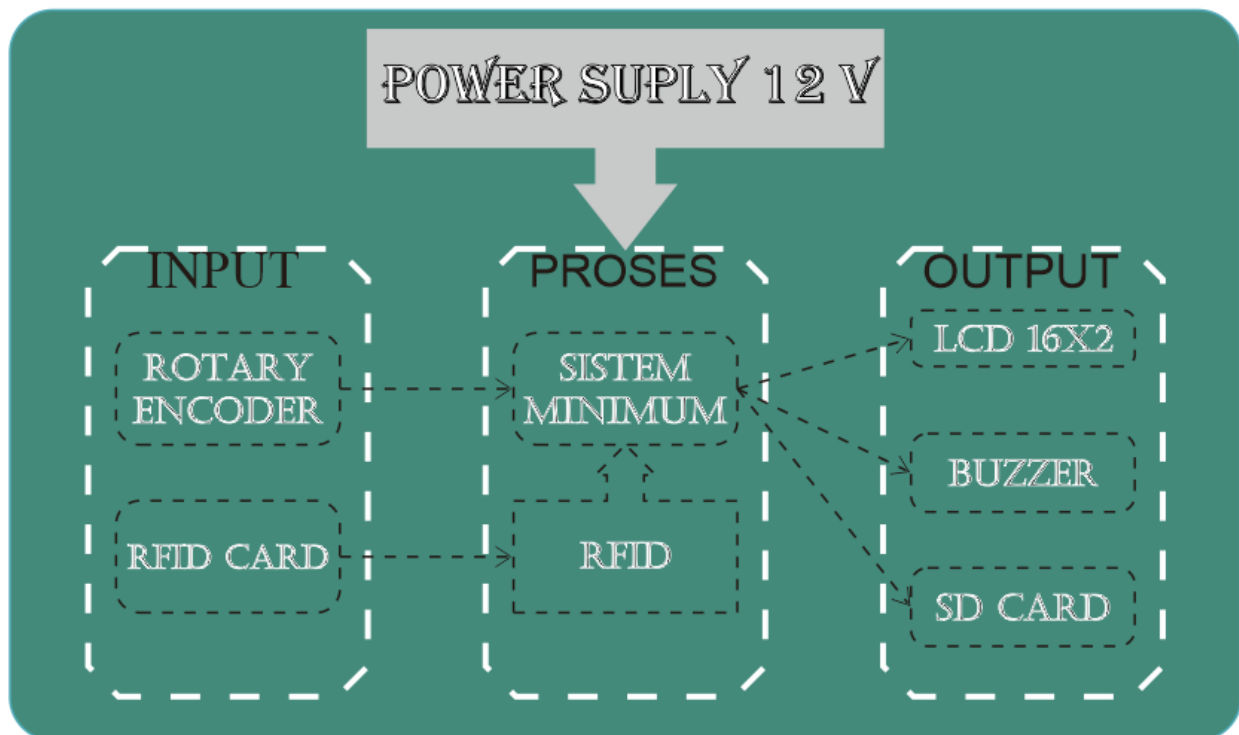 POWER SUPLY 12 V
INPUT
ROTARY
ENCODER
RFID CARD
PROSES
SISTEM
MINIMUM
RFID
OUTPUT
LCD 16X2
BUZZER
SD CARD